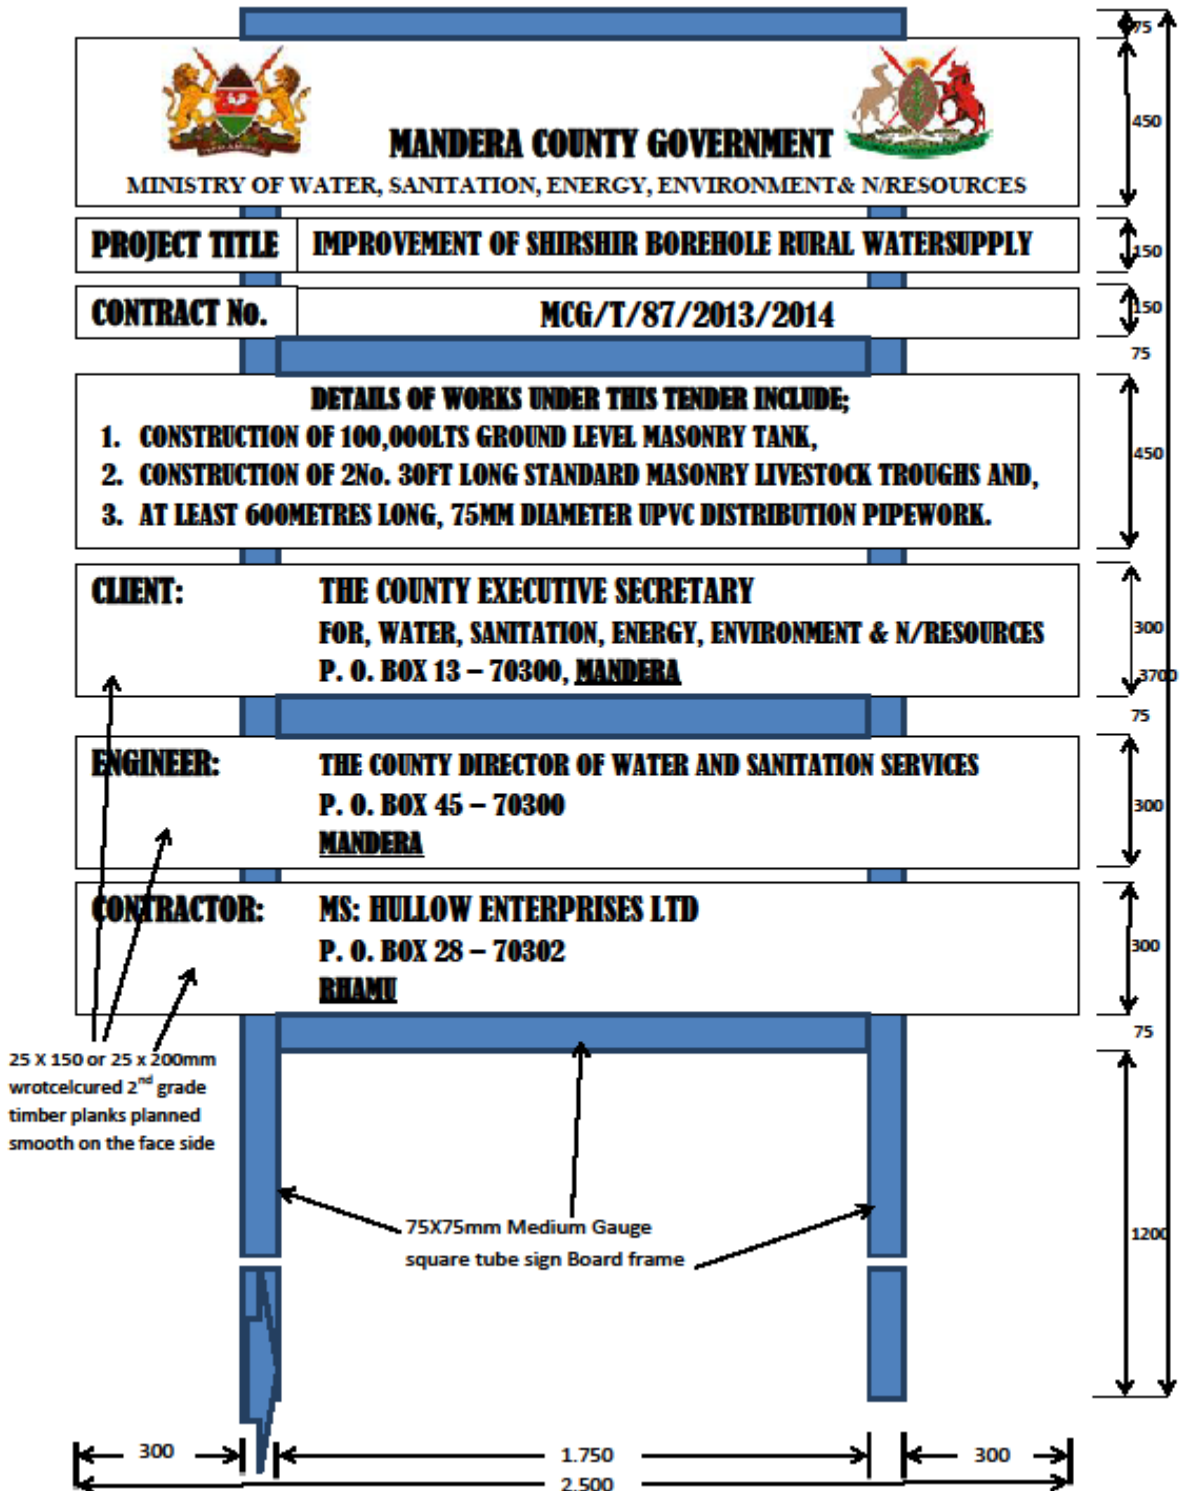 75
450
MANDERA COUNTY GOVERNMENT
MINISTRY OF WATER, SANITATION, ENERGY, ENVIRONMENT& N/RESOURCES
PROJECT TITLE IMPROVEMENT OF SHIRSHIR BOREHOLE RURAL WATERSUPPLY
150
CONTRACT No. MCG/T/87/2013/2014
150
75
DETAILS OF WORKS UNDER THIS TENDER INCLUDE;
1. CONSTRUCTION OF 100,000LTS GROUND LEVEL MASONRY TANK,
450
2. CONSTRUCTION OF 2No. 30FT LONG STANDARD MASONRY LIVESTOCK TROUGHS AND,
3. AT LEAST 600METRES LONG, 75MM DIAMETER UPVC DISTRIBUTION PIPEWORK.
CLIENT: THE COUNTY EXECUTIVE SECRETARY
FOR, WATER, SANITATION, ENERGY, ENVIRONMENT & N/RESOURCES
300
P. O. BOX 13 – 70300, MANDERA
3700
75
ENGINEER: THE COUNTY DIRECTOR OF WATER AND SANITATION SERVICES
P. O. BOX 45 – 70300
300
MANDERA
CONTRACTOR: MS: HULLOW ENTERPRISES LTD
P. O. BOX 28 – 70302
300
RHAMU
75
25 X 150 or 25 x 200mm
wrotcelcured 2nd grade
timber planks planned
smooth on the face side
75X75mm Medium Gauge
square tube sign Board frame
1200
300 1.750 300
2.500